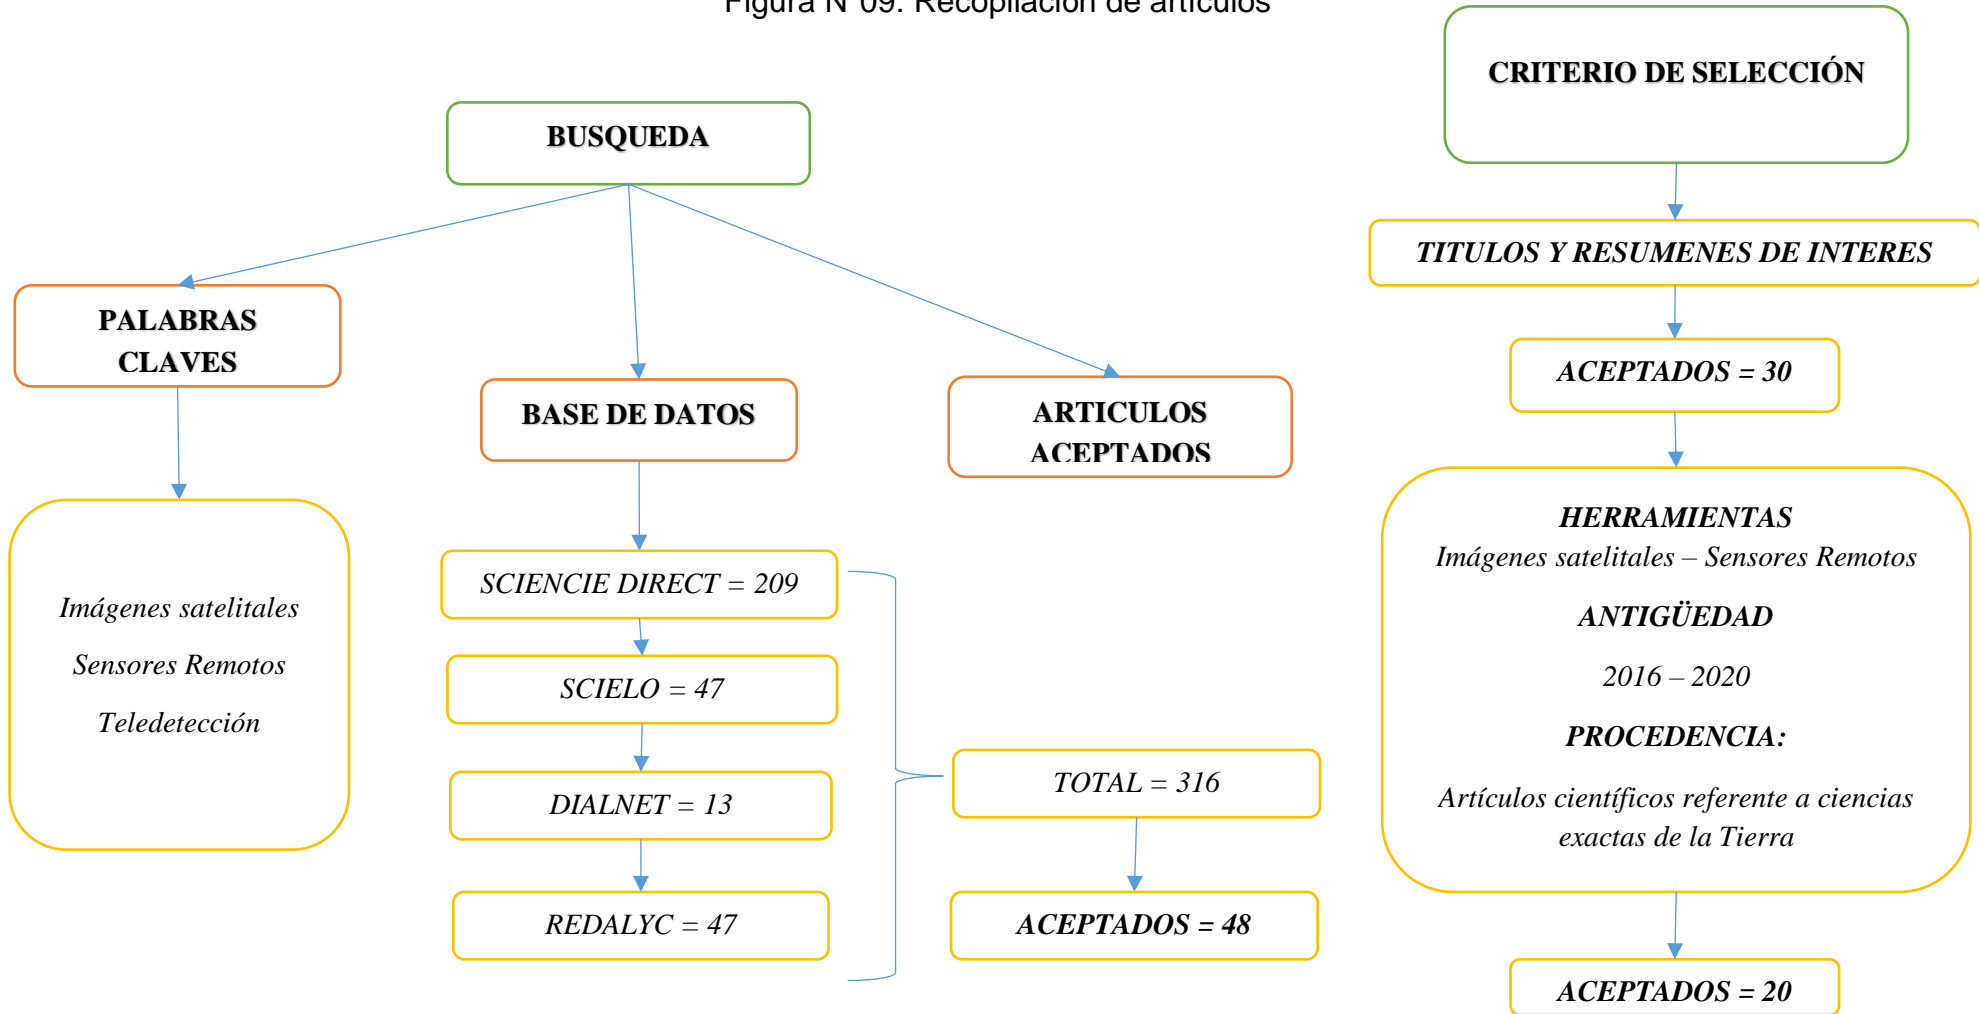 Figura N°09: Recopilación de artículos
BUSQUEDA
PALABRAS
CLAVES
Imágenes satelitales
Sensores Remotos
Teledetección
BASE DE DATOS
SCIENCIE DIRECT = 209
SCIELO = 47
DIALNET = 13
REDALYC = 47
ARTICULOS
ACEPTADOS
TOTAL = 316
ACEPTADOS = 48
CRITERIO DE SELECCIÓN
TITULOS Y RESUMENES DE INTERES
ACEPTADOS = 30
HERRAMIENTAS
Imágenes satelitales – Sensores Remotos
ANTIGÜEDAD
2016 – 2020
PROCEDENCIA:
Artículos científicos referente a ciencias
exactas de la Tierra
ACEPTADOS = 20